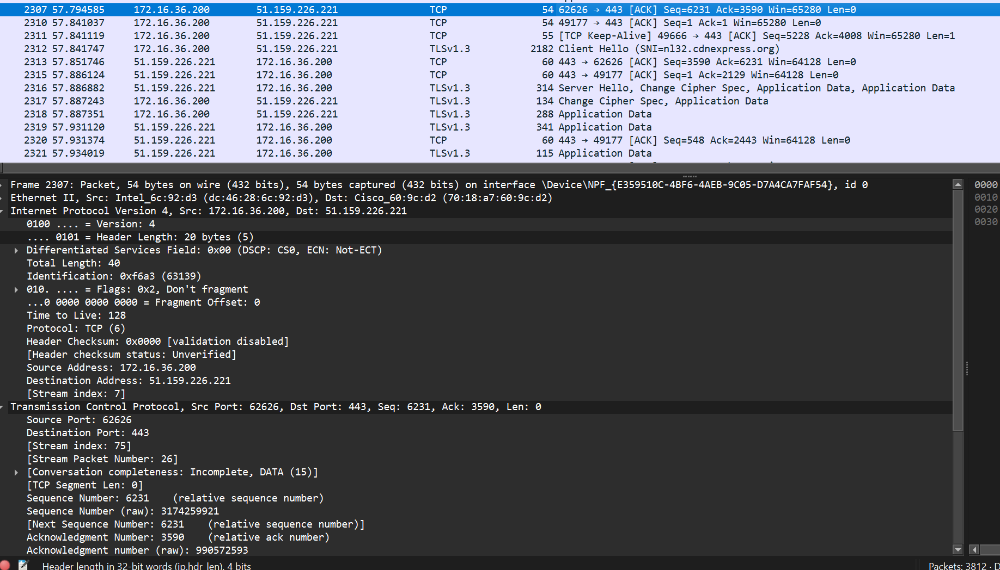 2307 57.794585 172.16.36.200 51.159.226.221 TCP 54 62626 → 443 [ACK] Seq=6231 Ack=3590 Win=65280 Len=0
2310 57.841037 172.16.36.200 51.159.226.221 TCP 54 49177 → 443 [ACK] Seq=1 Ack=1 Win=65280 Len=0
2311 57.841119 172.16.36.200 51.159.226.221 TCP 55 [TCP Keep-Alive] 49666 → 443 [ACK] Seq=5228 Ack=4008 Win=65280 Len=1
2312 57.841747 172.16.36.200 51.159.226.221 TLSv1.3 2182 Client Hello (SNI=nl32.cdnexpress.org)
2313 57.851746 51.159.226.221 172.16.36.200 TCP 60 443 → 62626 [ACK] Seq=3590 Ack=6231 Win=64128 Len=0
2315 57.886124 51.159.226.221 172.16.36.200 TCP 60 443 → 49177 [ACK] Seq=1 Ack=2129 Win=64128 Len=0
2316 57.886882 51.159.226.221 172.16.36.200 TLSv1.3 314 Server Hello, Change Cipher Spec, Application Data, Application Data
2317 57.887243 172.16.36.200 51.159.226.221 TLSv1.3 134 Change Cipher Spec, Application Data
2318 57.887351 172.16.36.200 51.159.226.221 TLSv1.3 288 Application Data
2319 57.931120 51.159.226.221 172.16.36.200 TLSv1.3 341 Application Data
2320 57.931374 51.159.226.221 172.16.36.200 TCP 60 443 → 49177 [ACK] Seq=548 Ack=2443 Win=64128 Len=0
2321 57.934019 51.159.226.221 172.16.36.200 TLSv1.3 115 Application Data
Frame 2307: Packet, 54 bytes on wire (432 bits), 54 bytes captured (432 bits) on interface \Device\NPF_{E359510C-4BF6-4AEB-9C05-D7A4CA7FAF54}, id 0
Ethernet II, Src: Intel_6c:92:d3 (dc:46:28:6c:92:d3), Dst: Cisco_60:9c:d2 (70:18:a7:60:9c:d2)
Internet Protocol Version 4, Src: 172.16.36.200, Dst: 51.159.226.221
0100 .... = Version: 4
.... 0101 = Header Length: 20 bytes (5)
Differentiated Services Field: 0x00 (DSCP: CS0, ECN: Not-ECT)
Total Length: 40
Identification: 0xf6a3 (63139)
010. .... = Flags: 0x2, Don't fragment
...0 0000 0000 0000 = Fragment Offset: 0
Time to Live: 128
Protocol: TCP (6)
Header Checksum: 0x0000 [validation disabled]
[Header checksum status: Unverified]
Source Address: 172.16.36.200
Destination Address: 51.159.226.221
[Stream index: 7]
Transmission Control Protocol, Src Port: 62626, Dst Port: 443, Seq: 6231, Ack: 3590, Len: 0
Source Port: 62626
Destination Port: 443
[Stream index: 75]
[Stream Packet Number: 26]
[Conversation completeness: Incomplete, DATA (15)]
[TCP Segment Len: 0]
Sequence Number: 6231 (relative sequence number)
Sequence Number (raw): 3174259921
[Next Sequence Number: 6231 (relative sequence number)]
Acknowledgment Number: 3590 (relative ack number)
Acknowledgment number (raw): 990572593
0000
0010
0020
0030
Header length in 32-bit words (ip.hdr_len), 4 bits
Packets: 3812 · D